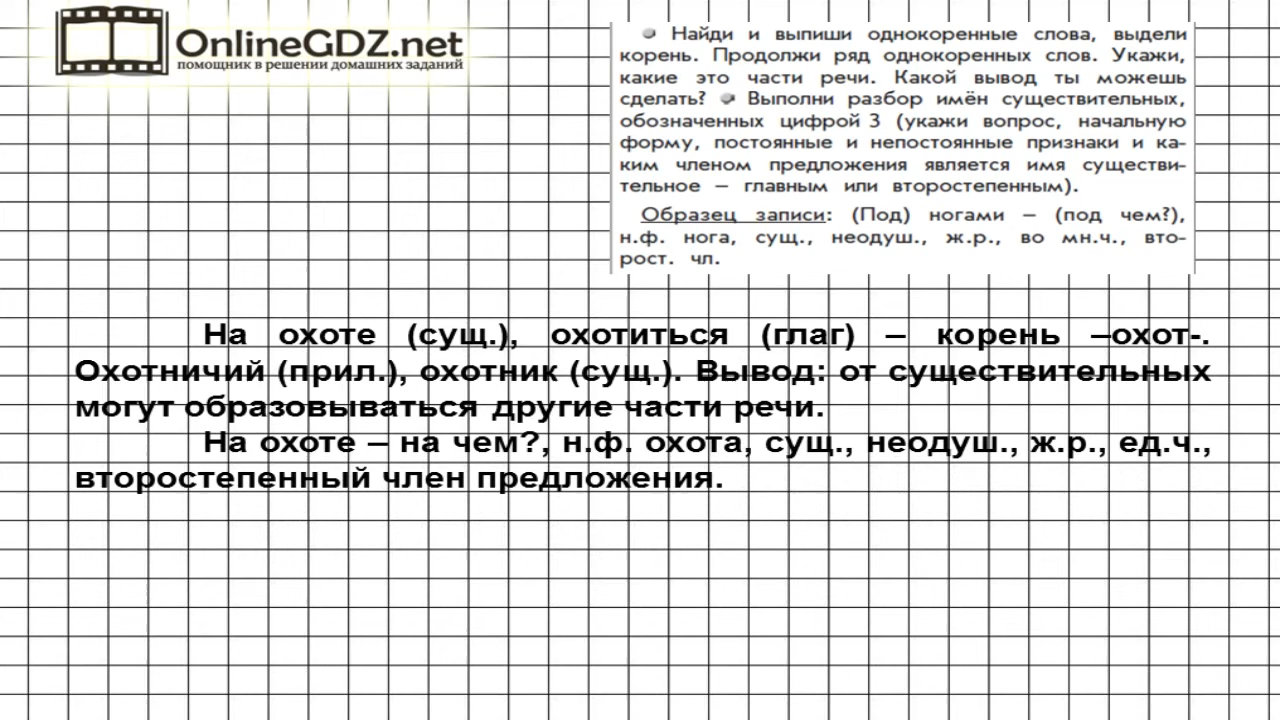 OnlineGDZ.net
помощник в решении домашних заданий
Найди и выпиши однокоренные слова, выдели
корень. Продолжи ряд однокоренных слов. Укажи,
какие это части речи. Какой вывод ты можешь
сделать? Выполни разбор имён существительных,
обозначенных цифрой 3 (укажи вопрос, начальную
форму, постоянные и непостоянные признаки и ка-
ким членом предложения является имя существи-
тельное – главным или второстепенным).
Образец записи: (Под) ногами – (под чем?),
н.ф. нога, сущ., неодуш., ж.р., во мн.ч., вто-
рост. чл.
На охоте (сущ.), охотиться (глаг) – корень –охот-.
Охотничий (прил.), охотник (сущ.). Вывод: от существительных
могут образовываться другие части речи.
На охоте – на чем?, н.ф. охота, сущ., неодуш., ж.р., ед.ч.,
второстепенный член предложения.